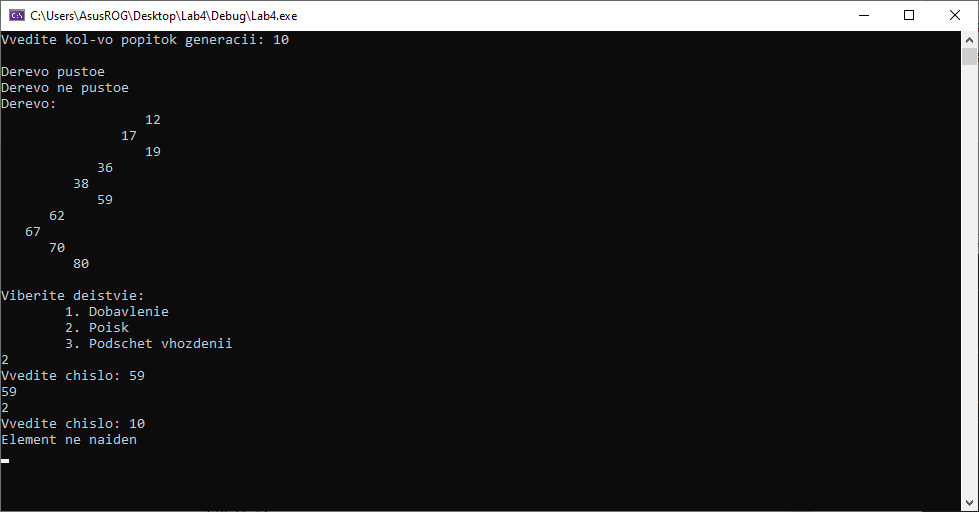 C:\Users\AsusROG\Desktop\Lab4\Debug\Lab4.exe
Vvedite kol-vo popitok generacii: 10
Derevo pustoe
Derevo ne pustoe
Derevo:
12
17
19
36
38
59
62
67
70
80
Viberite deistvie:
1. Dobavlenie
2. Poisk
3. Podschet vhozdenii
2
Vvedite chislo: 59
59
2
Vvedite chislo: 10
Element ne naiden